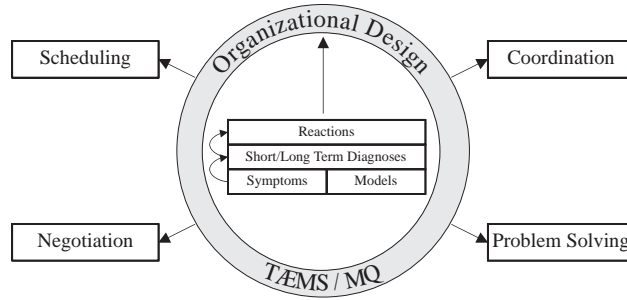 Organizational Design
Scheduling
Coordination
Reactions
Short/Long Term Diagnoses
Symptoms
Models
Negotiation
Problem Solving
TÆMS / MQ